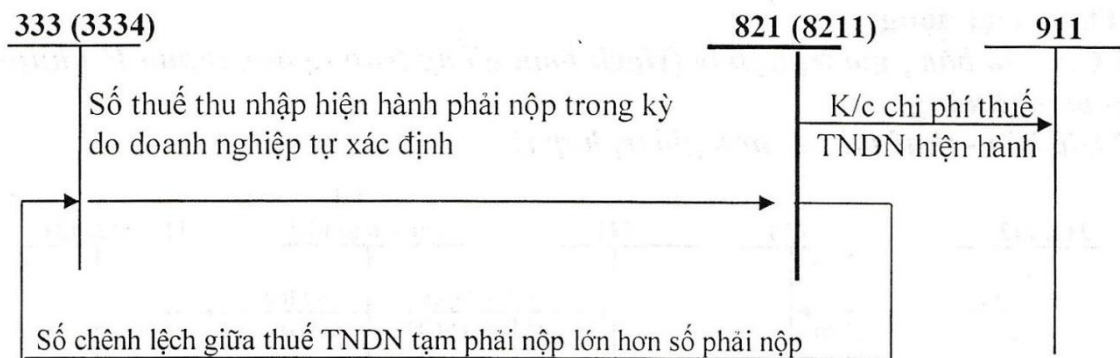 333 (3334)
821 (8211)
911
Số thuế thu nhập hiện hành phải nộp trong kỳ
do doanh nghiệp tự xác định
K/c chi phí thuế
TNDN hiện hành
Số chênh lệch giữa thuế TNDN tạm phải nộp lớn hơn số phải nộp